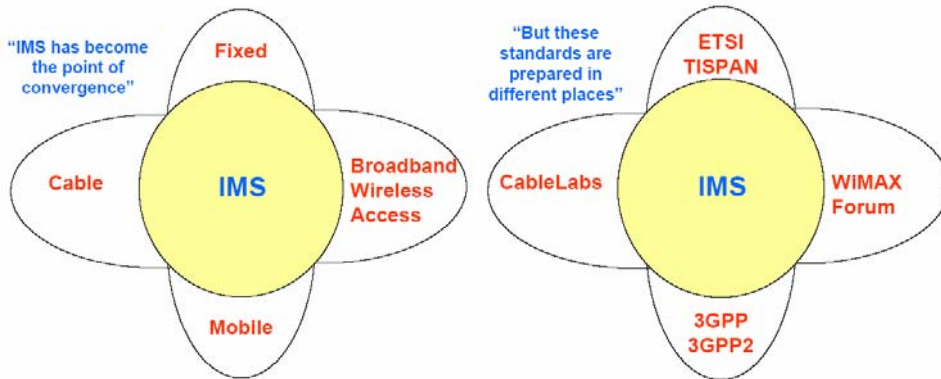 “IMS has become
the point of
convergence”
Fixed
Cable
IMS
Broadband
Wireless
Access
Mobile
“But these
standards are
prepared in
different places”
ETSI
TISPAN
CableLabs
IMS
WIMAX
Forum
3GPP
3GPP2